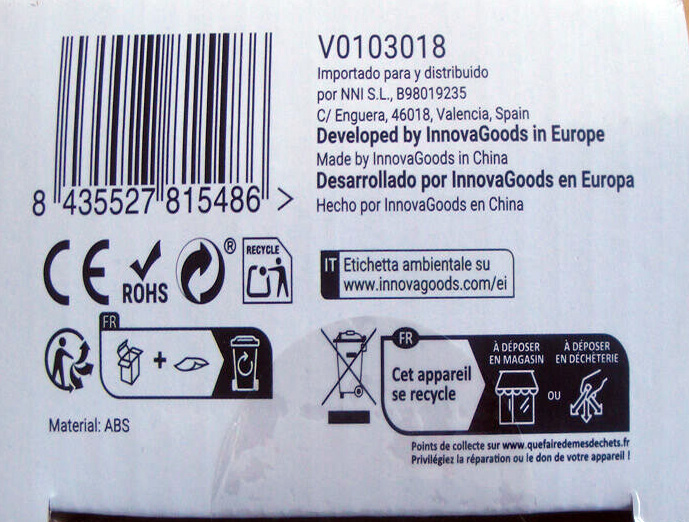 8 435527 815486 >
V0103018
Importado para y distribuido
por NNI S.L., B98019235
C/ Enguera, 46018, Valencia, Spain
Developed by InnovaGoods in Europe
Made by InnovaGoods in China
Desarrollado por InnovaGoods en Europa
Hecho por InnovaGoods en China
CE
ROHS
®
RECYCLE
IT Etichetta ambientale su
www.innovagoods.com/ei
FR
+
FR
Cet appareil
se recycle
À DÉPOSER
EN MAGASIN
OU
À DÉPOSER
EN DÉCHÈTERIE
Points de collecte sur www.quefairedemesdechets.fr
Privilégiez la réparation ou le don de votre appareil !
Material: ABS